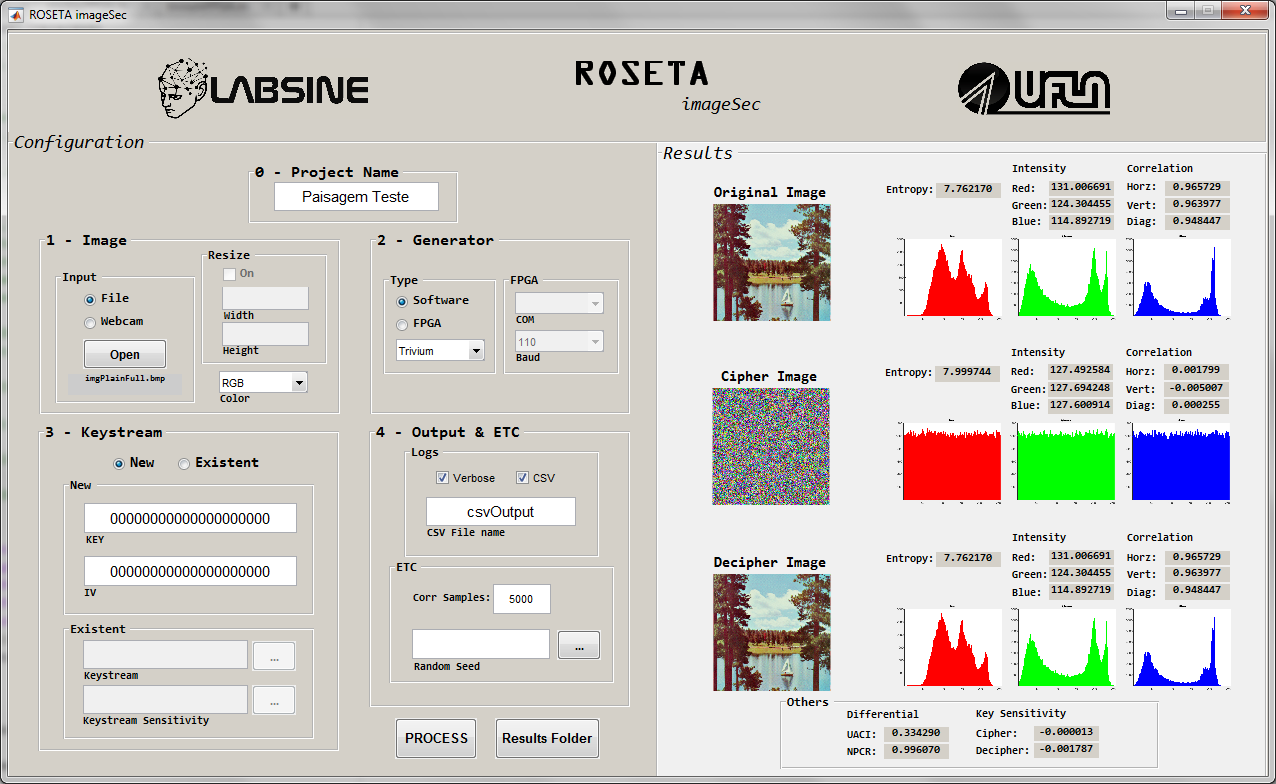 ROSETA imageSec
LABSINE
ROSETA
imageSec
UFRN
Configuration
0 - Project Name
Paisagem Teste
1 - Image
Input
File
Webcam
Open
imgPlainFull.bmp
Resize
On
Width
Height
RGB
Color
2 - Generator
Type
Software
FPGA
Trivium
FPGA
COM
110
Baud
3 - Keystream
New
Existent
New
00000000000000000000
KEY
00000000000000000000
IV
Existent
...
Keystream
...
Keystream Sensitivity
4 - Output & ETC
Logs
Verbose
CSV
csvOutput
CSV File name
ETC
Corr Samples: 5000
...
Random Seed
PROCESS
Results Folder
Results
Original Image
Entropy: 7.762170
Intensity
Red: 131.006691
Green: 124.304455
Blue: 114.892719
Correlation
Horz: 0.965729
Vert: 0.963977
Diag: 0.948447
Cipher Image
Entropy: 7.999744
Intensity
Red: 127.492584
Green: 127.694248
Blue: 127.600914
Correlation
Horz: 0.001799
Vert: -0.005007
Diag: 0.000255
Decipher Image
Entropy: 7.762170
Intensity
Red: 131.006691
Green: 124.304455
Blue: 114.892719
Correlation
Horz: 0.965729
Vert: 0.963977
Diag: 0.948447
Others
Differential
UACI: 0.334290
NPCR: 0.996070
Key Sensitivity
Cipher: -0.000013
Decipher: -0.001787